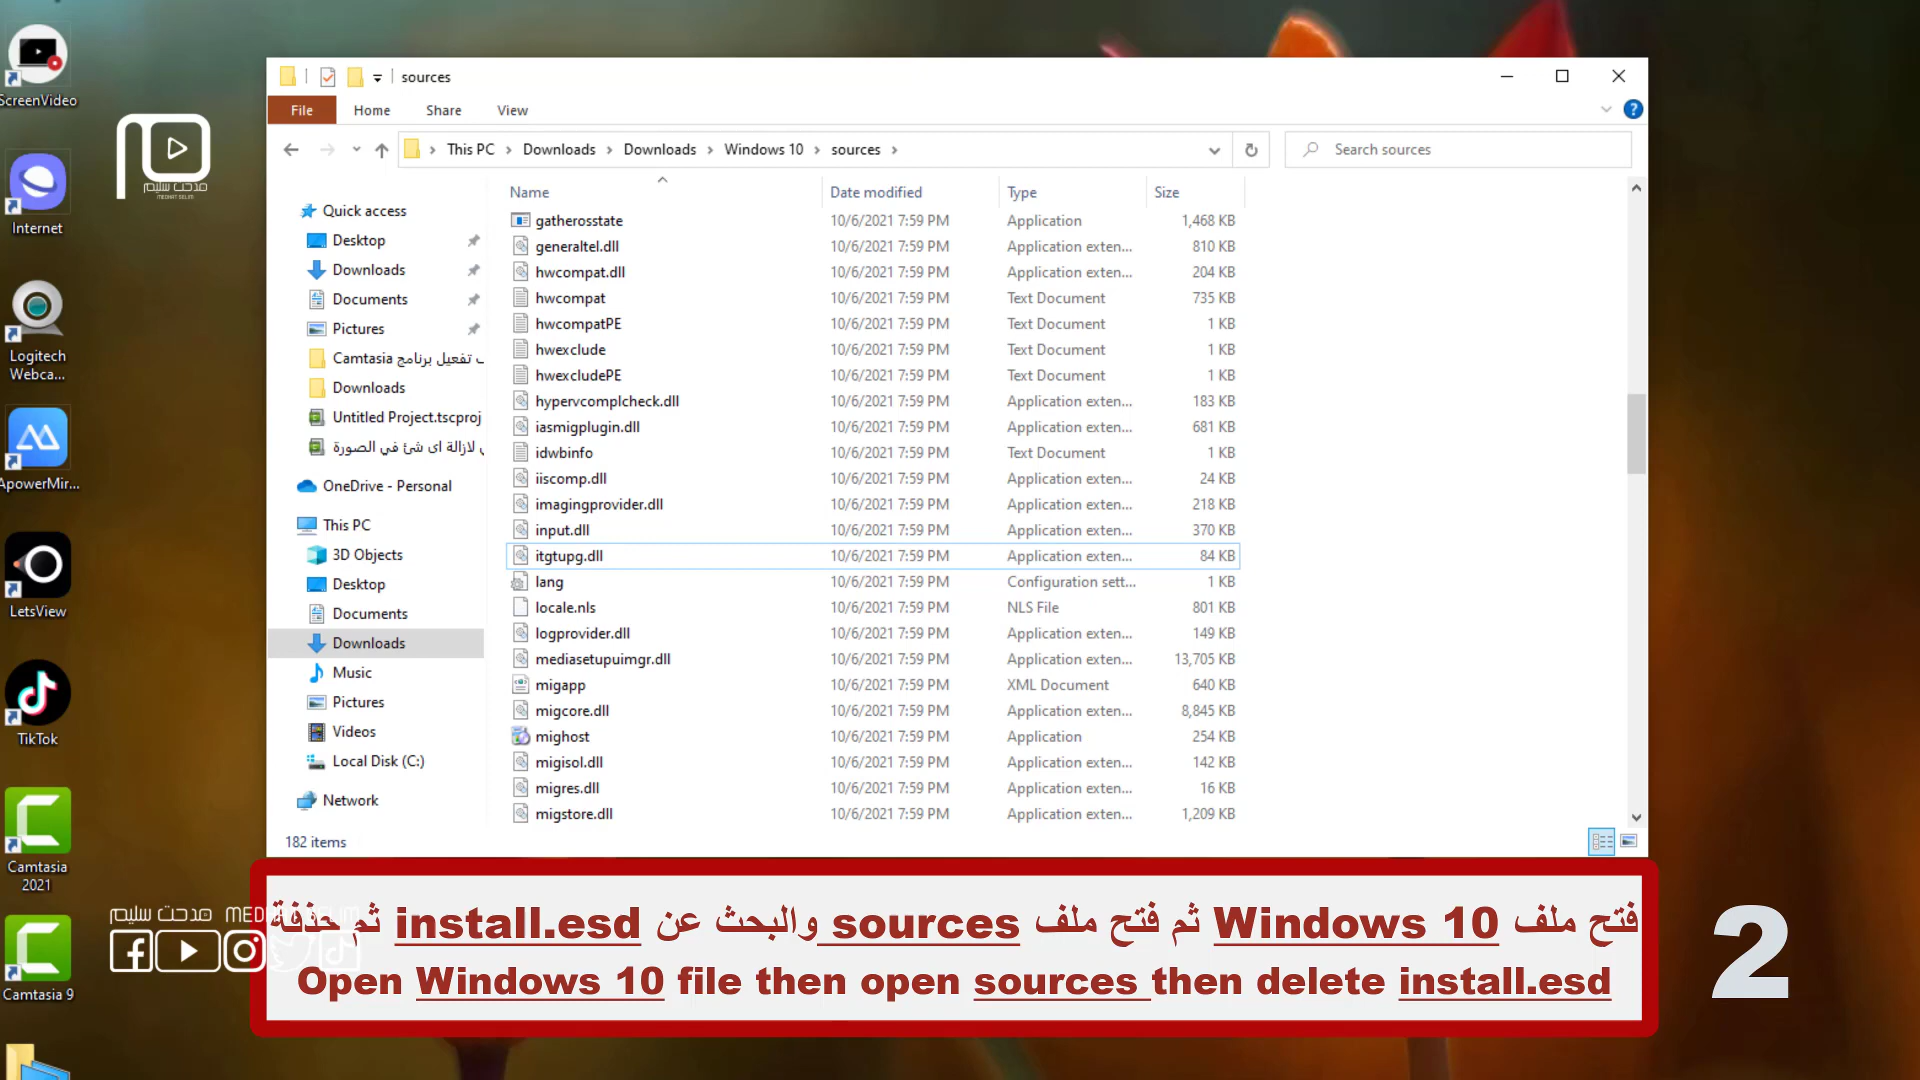 sources
File Home Share View
This PC Downloads Downloads Windows 10 sources
Search sources
Name Date modified Type Size
gatherosstate 10/6/2021 7:59 PM Application 1,468 KB
generaltel.dll 10/6/2021 7:59 PM Application exten... 810 KB
hwcompat.dll 10/6/2021 7:59 PM Application exten... 204 KB
hwcompat 10/6/2021 7:59 PM Text Document 735 KB
hwcompatPE 10/6/2021 7:59 PM Text Document 1 KB
hwexclude 10/6/2021 7:59 PM Text Document 1 KB
hwexcludePE 10/6/2021 7:59 PM Text Document 1 KB
hypervcomplcheck.dll 10/6/2021 7:59 PM Application exten... 183 KB
iasmigplugin.dll 10/6/2021 7:59 PM Application exten... 681 KB
idwbinfo 10/6/2021 7:59 PM Text Document 1 KB
iiscomp.dll 10/6/2021 7:59 PM Application exten... 24 KB
imagingprovider.dll 10/6/2021 7:59 PM Application exten... 218 KB
input.dll 10/6/2021 7:59 PM Application exten... 370 KB
itgtupg.dll 10/6/2021 7:59 PM Application exten... 84 KB
lang 10/6/2021 7:59 PM Configuration sett... 1 KB
locale.nls 10/6/2021 7:59 PM NLS File 801 KB
logprovider.dll 10/6/2021 7:59 PM Application exten... 149 KB
mediasetupuimgr.dll 10/6/2021 7:59 PM Application exten... 13,705 KB
migapp 10/6/2021 7:59 PM XML Document 640 KB
migcore.dll 10/6/2021 7:59 PM Application exten... 8,845 KB
mighost 10/6/2021 7:59 PM Application 254 KB
migisol.dll 10/6/2021 7:59 PM Application exten... 142 KB
migres.dll 10/6/2021 7:59 PM Application exten... 16 KB
migstore.dll 10/6/2021 7:59 PM Application exten... 1,209 KB
Quick access
Desktop
Downloads
Documents
Pictures
ف تفعيل برنامج Camtasia
Downloads
Untitled Project.tscproj
لازالة اى شئ في الصورة
OneDrive - Personal
This PC
3D Objects
Desktop
Documents
Downloads
Music
Pictures
Videos
Local Disk (C:)
Network
182 items
ScreenVideo
Internet
Logitech
Webca...
ApowerMir...
LetsView
TikTok
Camtasia
2021
Camtasia 9
مدحت سليم
MEDHAT SELIM
مدحت سليم MEDHAT SELIM
فتح ملف Windows 10 ثم فتح ملف sources والبحث عن install.esd ثم حذفة
Open Windows 10 file then open sources then delete install.esd
2